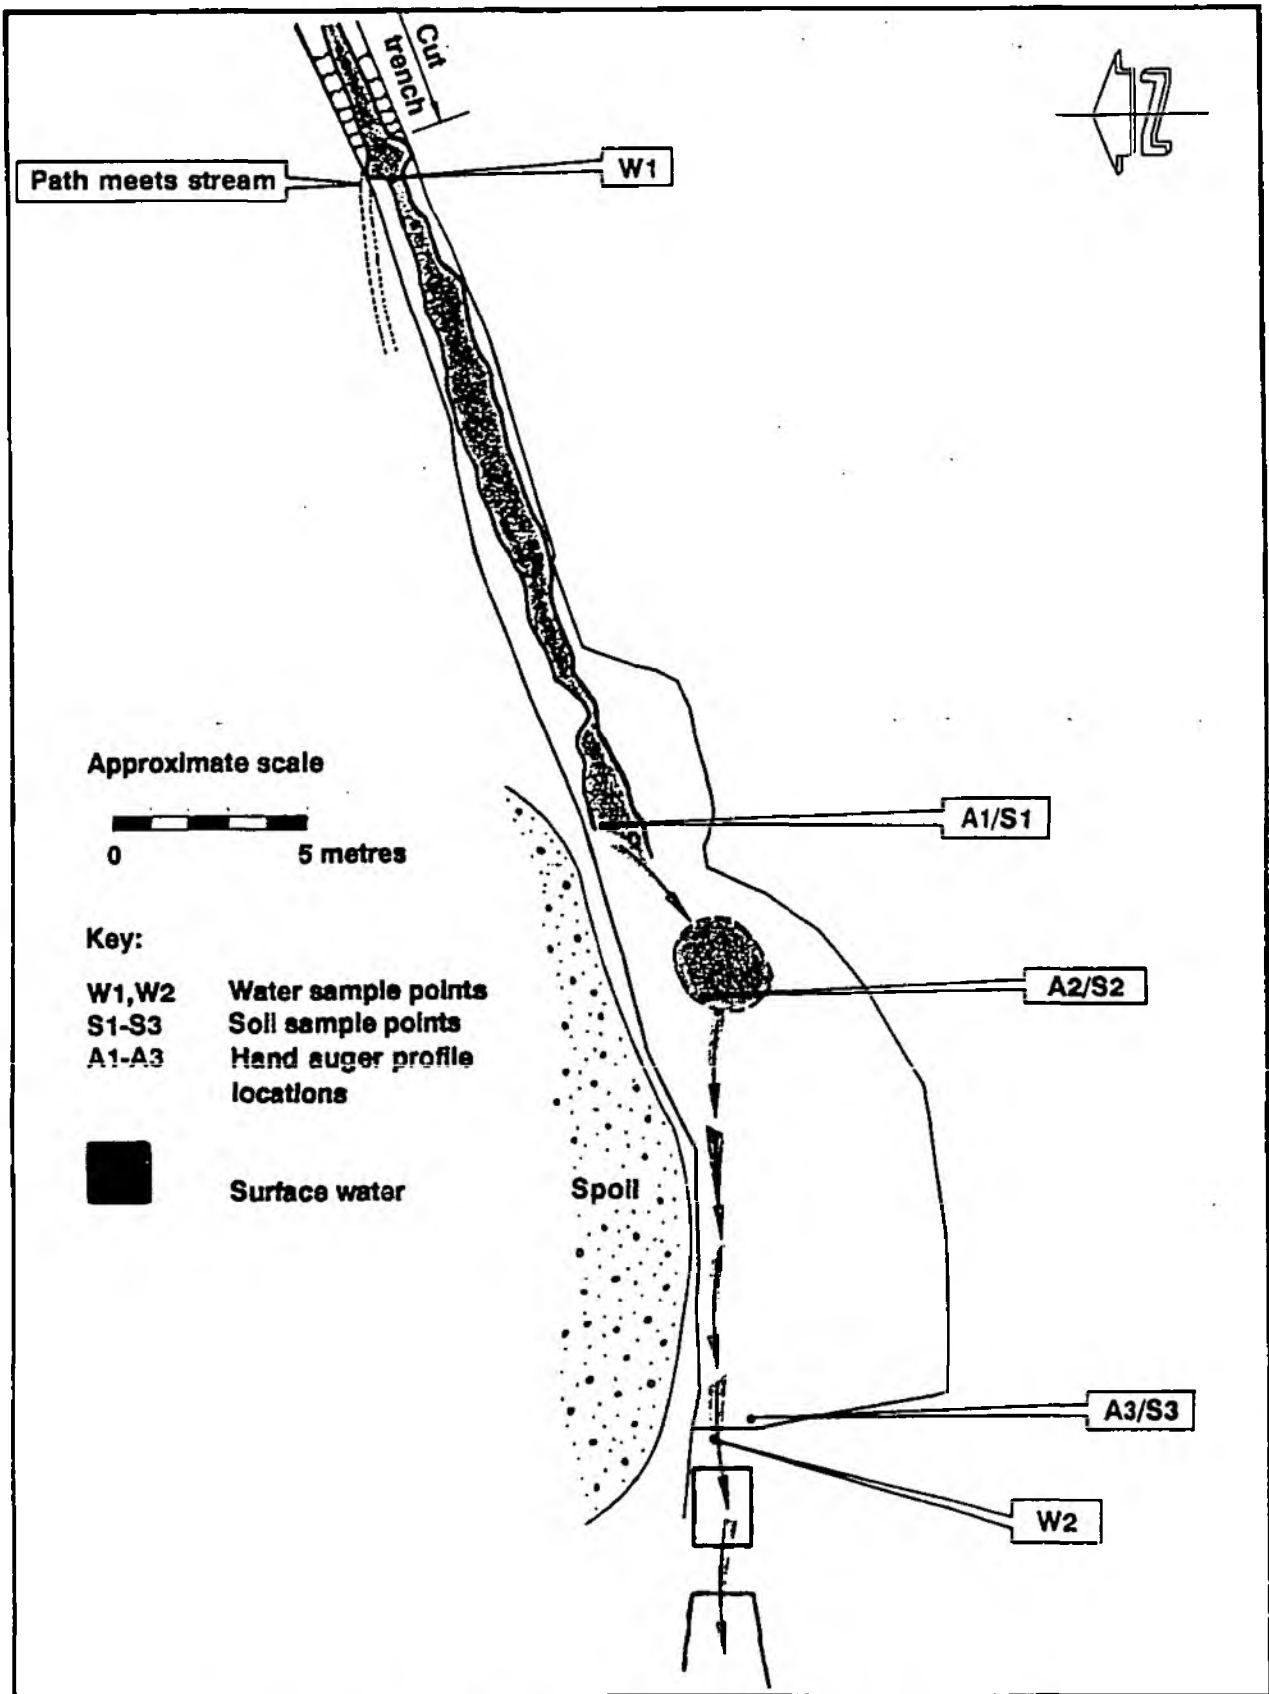 Cut
trench
N
Path meets stream
W1
Approximate scale
0 5 metres
A1/S1
Key:
W1,W2 Water sample points
S1-S3 Soil sample points
A1-A3 Hand auger profile
locations
Surface water
A2/S2
Spoil
A3/S3
W2